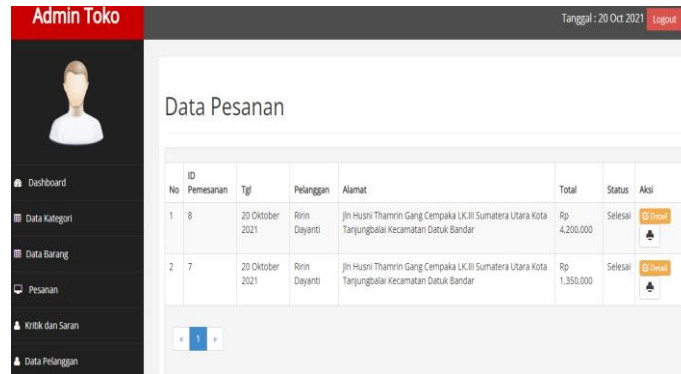 Admin Toko
Tanggal : 20 Oct 2021 Logout
Data Pesanan
Dashboard
Data Kategori
Data Barang
Pesanan
Kritik dan Saran
Data Pelanggan
No ID Pemesanan Tgl Pelanggan Alamat Total Status Aksi
1 8 20 Oktober Ririn Jln Husni Thamrin Gang Cempaka LK.III Sumatera Utara Kota Rp Selesai Detail
2021 Dayanti Tanjungbalai Kecamatan Datuk Bandar 4.200.000
2 7 20 Oktober Ririn Jln Husni Thamrin Gang Cempaka LK.III Sumatera Utara Kota Rp Selesai Detail
2021 Dayanti Tanjungbalai Kecamatan Datuk Bandar 1.350.000
« 1 »